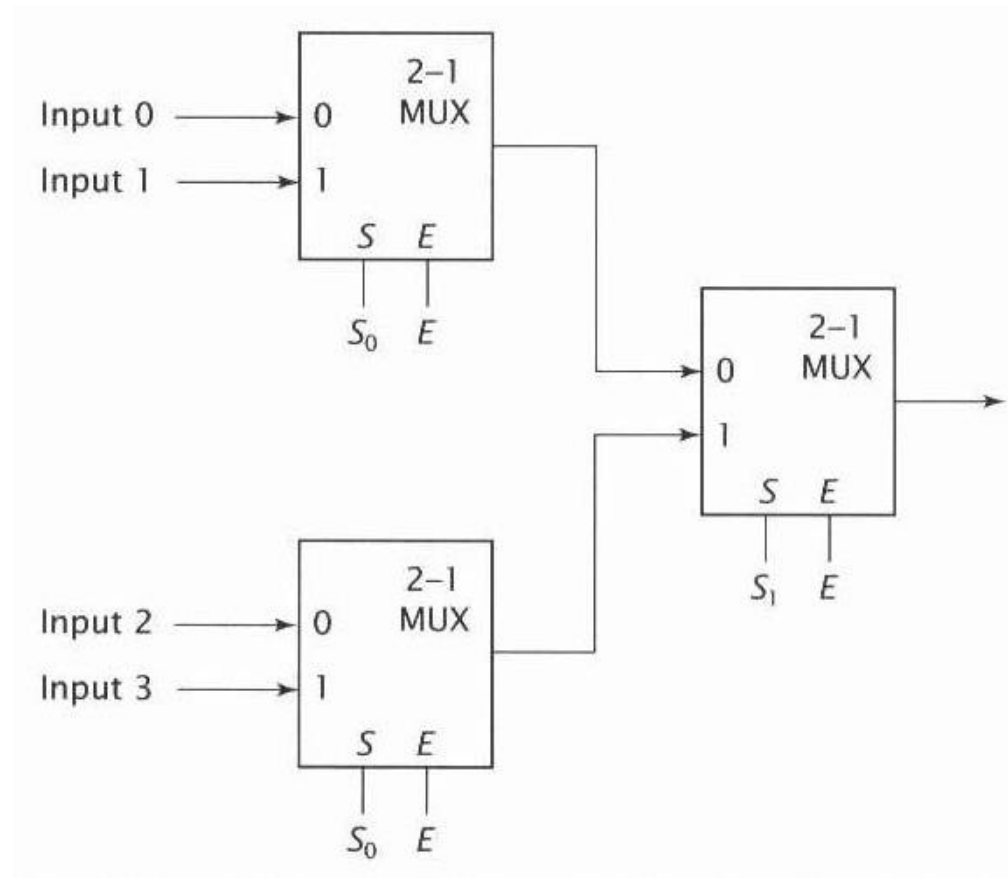 2–1
MUX
Input 0
0
Input 1
1
S E
S₀ E
2–1
MUX
0
1
S E
S₁ E
2–1
MUX
Input 2
0
Input 3
1
S E
S₀ E